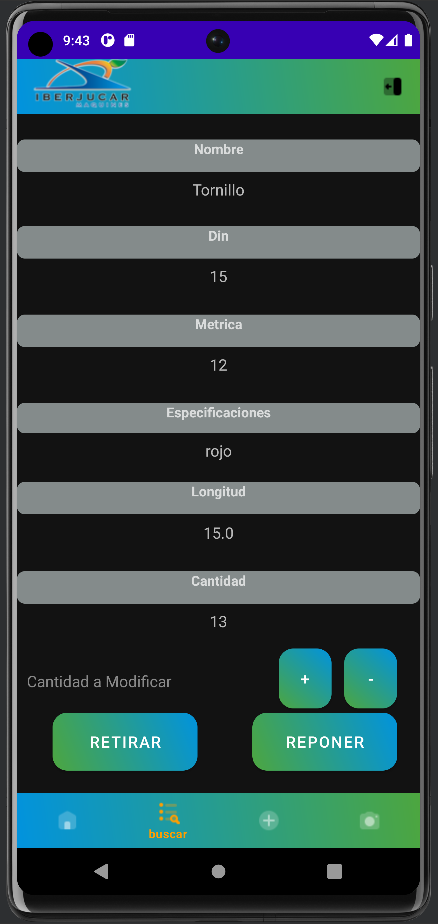 9:43
IBERJUCAR
MAQUINES
Nombre
Tornillo
Din
15
Metrica
12
Especificaciones
rojo
Longitud
15.0
Cantidad
13
Cantidad a Modificar
+
-
RETIRAR
REPONER
buscar